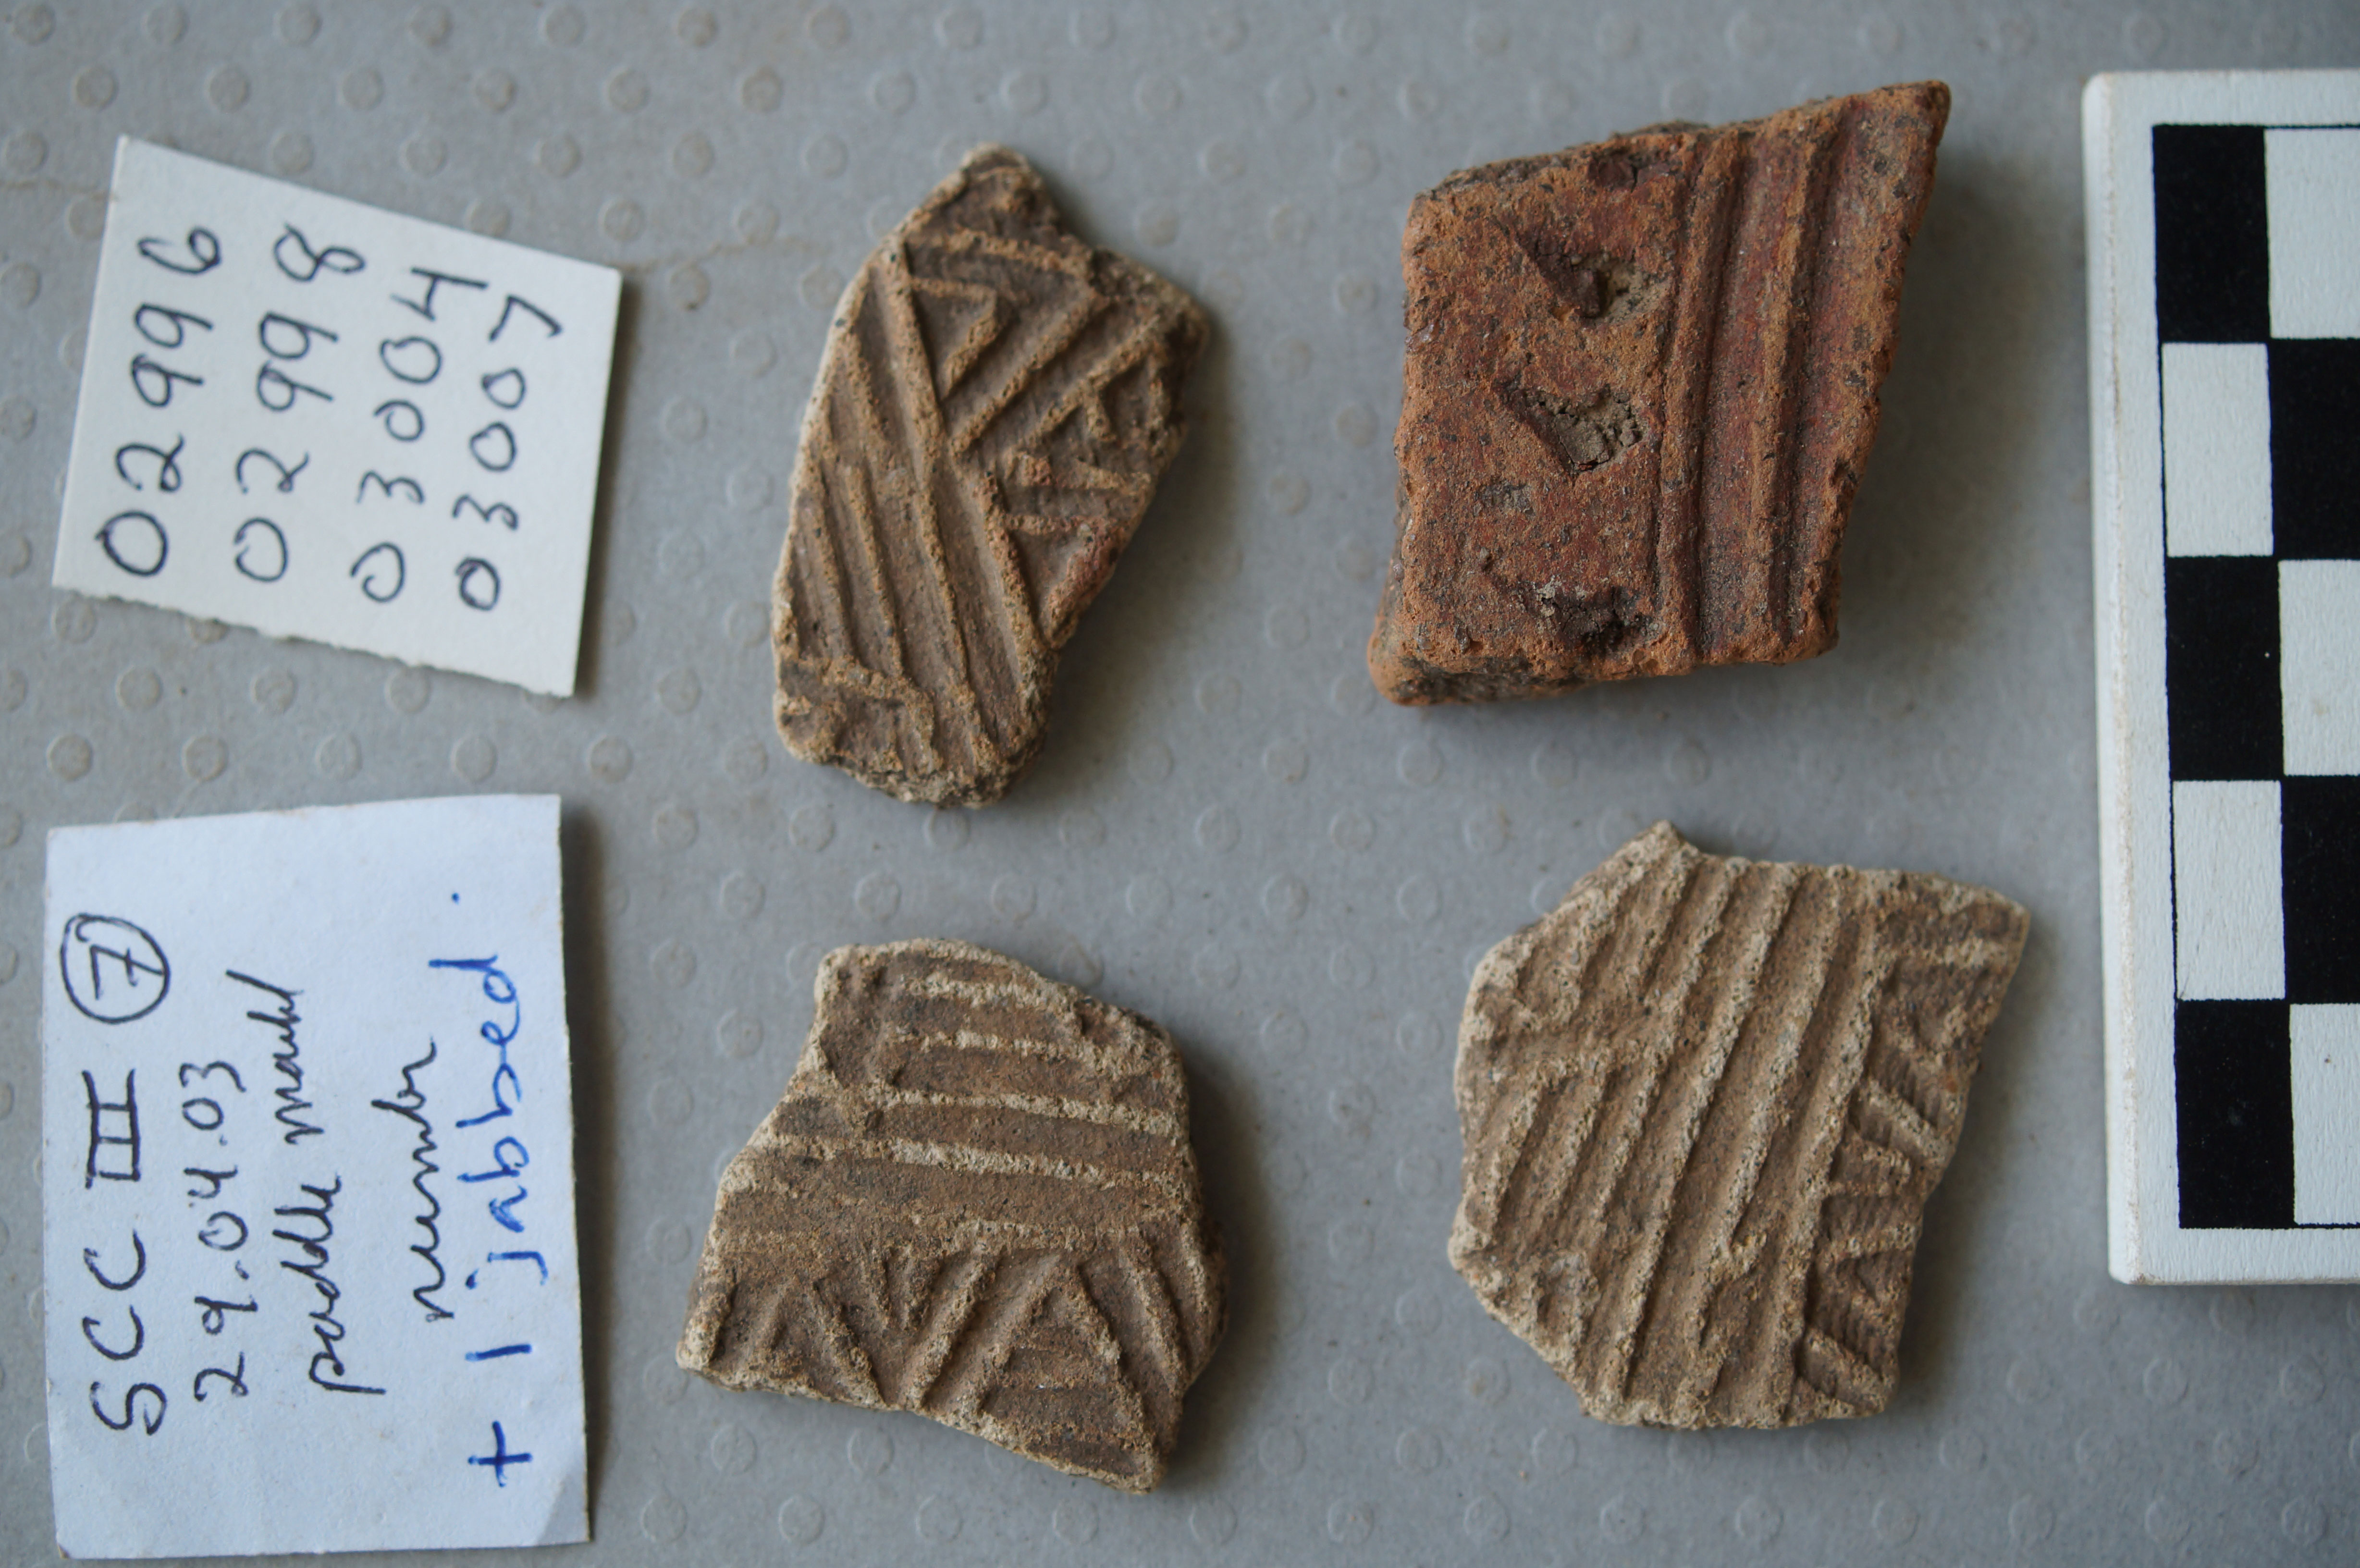 02996
02998
03004
03007
SCC III 7
29.04.03
paddle mould
number
+ 1 jabbed.